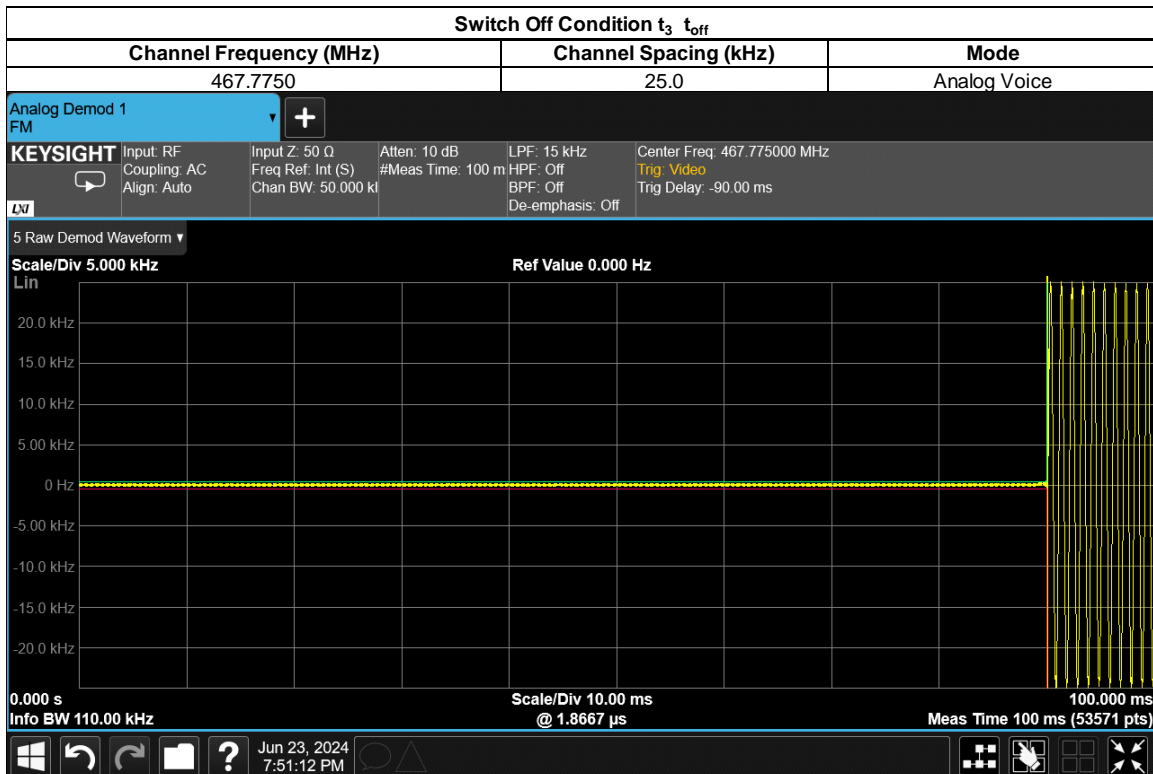 Switch Off Condition t3 toff
Channel Frequency (MHz) Channel Spacing (kHz) Mode
467.7750 25.0 Analog Voice
Analog Demod 1
FM
KEYSIGHT
LXI
Input: RF
Coupling: AC
Align: Auto
Input Z: 50 Ω
Freq Ref: Int (S)
Chan BW: 50.000 kl
Atten: 10 dB
#Meas Time: 100 m
LPF: 15 kHz
HPF: Off
BPF: Off
De-emphasis: Off
Center Freq: 467.775000 MHz
Trig: Video
Trig Delay: -90.00 ms
5 Raw Demod Waveform
Scale/Div 5.000 kHz Ref Value 0.000 Hz
Lin
20.0 kHz
15.0 kHz
10.0 kHz
5.00 kHz
0 Hz
-5.00 kHz
-10.0 kHz
-15.0 kHz
-20.0 kHz
0.000 s Scale/Div 10.00 ms 100.000 ms
Info BW 110.00 kHz @ 1.8667 µs Meas Time 100 ms (53571 pts)
? Jun 23, 2024
7:51:12 PM